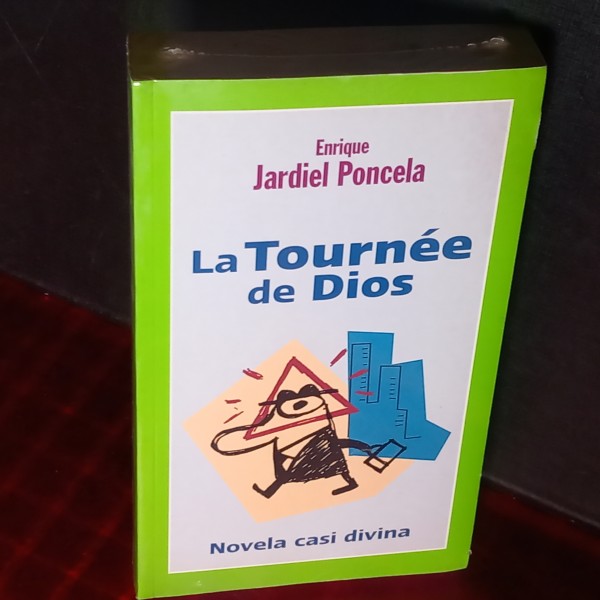 Enrique
Jardiel Poncela
La Tournée
de Dios
Novela casi divina